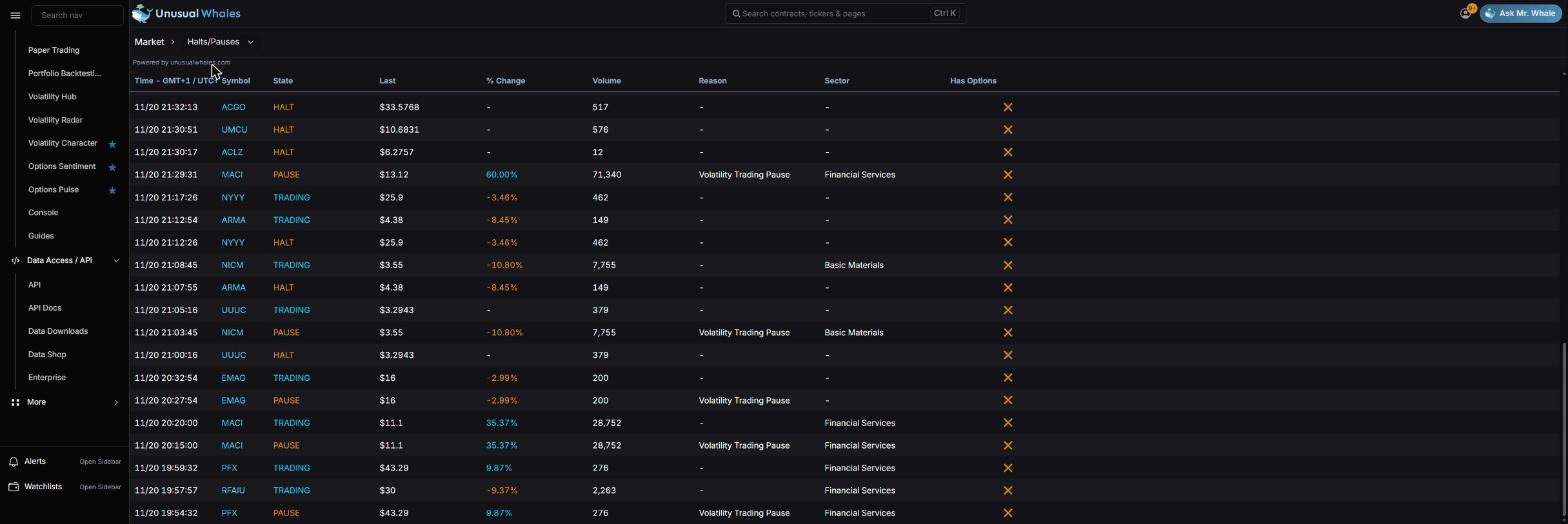 Search nav
Unusual Whales
Search contracts, tickers & pages Ctrl K
9+
Ask Mr. Whale
Paper Trading
Portfolio Backtesti...
Volatility Hub
Volatility Radar
Volatility Character
Options Sentiment
Options Pulse
Console
Guides
Data Access / API
API
API Docs
Data Downloads
Data Shop
Enterprise
More
Alerts Open Sidebar
Watchlists Open Sidebar
Market > Halts/Pauses
Powered by unusualwhales.com
Time - GMT+1 / UTC+ Symbol State Last % Change Volume Reason Sector Has Options
11/20 21:32:13 ACGO HALT $33.5768 - 517 - -
11/20 21:30:51 UMCU HALT $10.6831 - 576 - -
11/20 21:30:17 ACLZ HALT $6.2757 - 12 - -
11/20 21:29:31 MACI PAUSE $13.12 60.00% 71,340 Volatility Trading Pause Financial Services
11/20 21:17:26 NYYY TRADING $25.9 -3.46% 462 - -
11/20 21:12:54 ARMA TRADING $4.38 -8.45% 149 - -
11/20 21:12:26 NYYY HALT $25.9 -3.46% 462 - -
11/20 21:08:45 NICM TRADING $3.55 -10.80% 7,755 - Basic Materials
11/20 21:07:55 ARMA HALT $4.38 -8.45% 149 - -
11/20 21:05:16 UUUC TRADING $3.2943 - 379 - -
11/20 21:03:45 NICM PAUSE $3.55 -10.80% 7,755 Volatility Trading Pause Basic Materials
11/20 21:00:16 UUUC HALT $3.2943 - 379 - -
11/20 20:32:54 EMAG TRADING $16 -2.99% 200 - -
11/20 20:27:54 EMAG PAUSE $16 -2.99% 200 Volatility Trading Pause -
11/20 20:20:00 MACI TRADING $11.1 35.37% 28,752 - Financial Services
11/20 20:15:00 MACI PAUSE $11.1 35.37% 28,752 Volatility Trading Pause Financial Services
11/20 19:59:32 PFX TRADING $43.29 9.87% 276 - Financial Services
11/20 19:57:57 RFAIU TRADING $30 -9.37% 2,263 - Financial Services
11/20 19:54:32 PFX PAUSE $43.29 9.87% 276 Volatility Trading Pause Financial Services